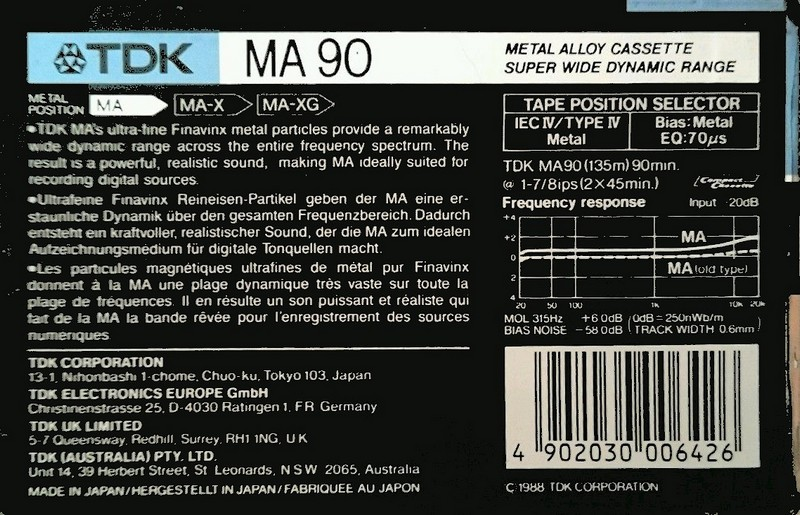 TDK MA 90
METAL ALLOY CASSETTE
SUPER WIDE DYNAMIC RANGE
METAL POSITION MA MA-X MA-XG
•TDK MA's ultra-fine Finavinx metal particles provide a remarkably
wide dynamic range across the entire frequency spectrum. The
result is a powerful, realistic sound, making MA ideally suited for
recording digital sources.
•Ultrafeine Finavinx Reineisen-Partikel geben der MA eine er-
staunliche Dynamik über den gesamten Frequenzbereich. Dadurch
entsteht ein kraftvoller, realistischer Sound, der die MA zum idealen
Aufzeichnungsmedium für digitale Tonquellen macht.
•Les particules magnétiques ultrafines de métal pur Finavinx
donnent à la MA une plage dynamique très vaste sur toute la
plage de fréquences. Il en résulte un son puissant et réaliste qui
fait de la MA la bande rêvée pour l'enregistrement des sources
numériques
TDK CORPORATION
13-1, Nihonbashi 1-chome, Chuo-ku, Tokyo 103, Japan
TDK ELECTRONICS EUROPE GmbH
Christinenstrasse 25, D-4030 Ratingen 1, FR Germany
TDK UK LIMITED
5-7 Queensway, Redhill, Surrey, RH1 1NG, U K
TDK (AUSTRALIA) PTY. LTD.
Unit 14, 39 Herbert Street, St Leonards, N S W 2065, Australia
MADE IN JAPAN/HERGESTELLT IN JAPAN/FABRIQUEE AU JAPON
TAPE POSITION SELECTOR
IEC IV/TYPE IV Bias: Metal
Metal EQ:70µs
TDK MA90 (135m) 90min.
@ 1-7/8ips (2×45min.) Compact Cassette
Frequency response Input -20dB
+4
+2
0
2
4
MA
MA (old type)
20 50 100 1k 10k 20k
MOL 315Hz +6.0dB (0dB=250nWb/m
BIAS NOISE -58.0dB TRACK WIDTH 0.6mm)
4 902030 006426
© 1988 TDK CORPORATION